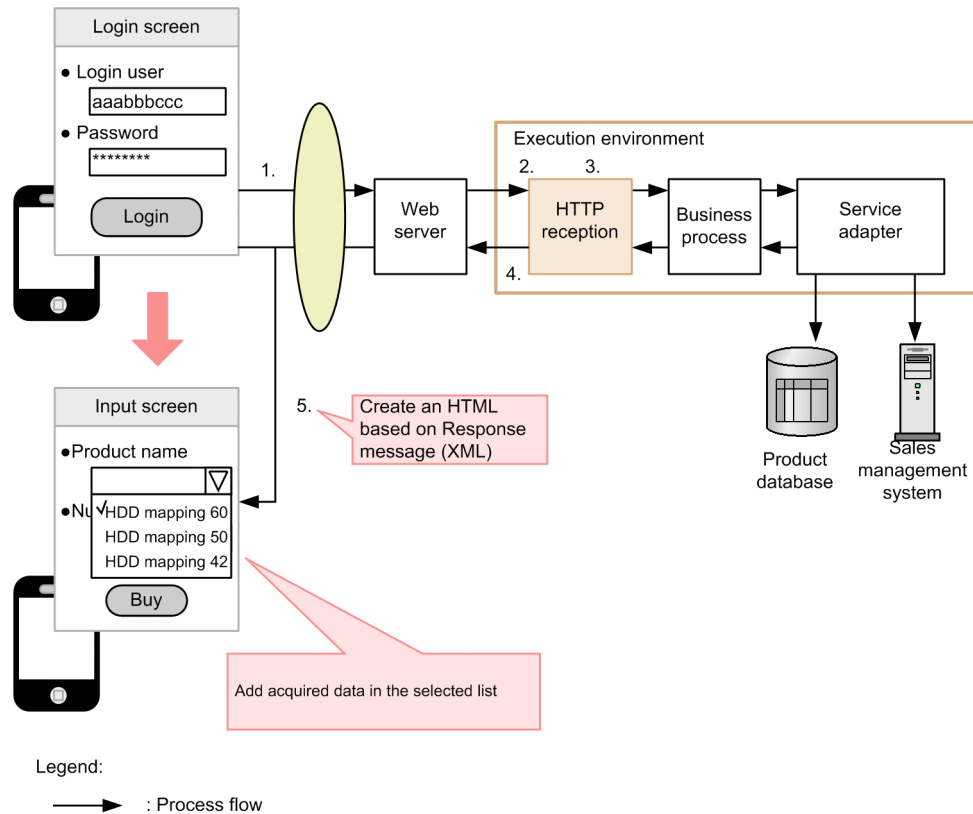 Login screen
● Login user
aaabbbccc
● Password
********
Login
1.
Web
server
Execution environment
2.
3.
HTTP
reception
4.
Business
process
Service
adapter
Product
database
Sales
management
system
Input screen
●Product name
●Nu
✓HDD mapping 60
HDD mapping 50
HDD mapping 42
Buy
5.
Create an HTML
based on Response
message (XML)
Add acquired data in the selected list
Legend:
: Process flow